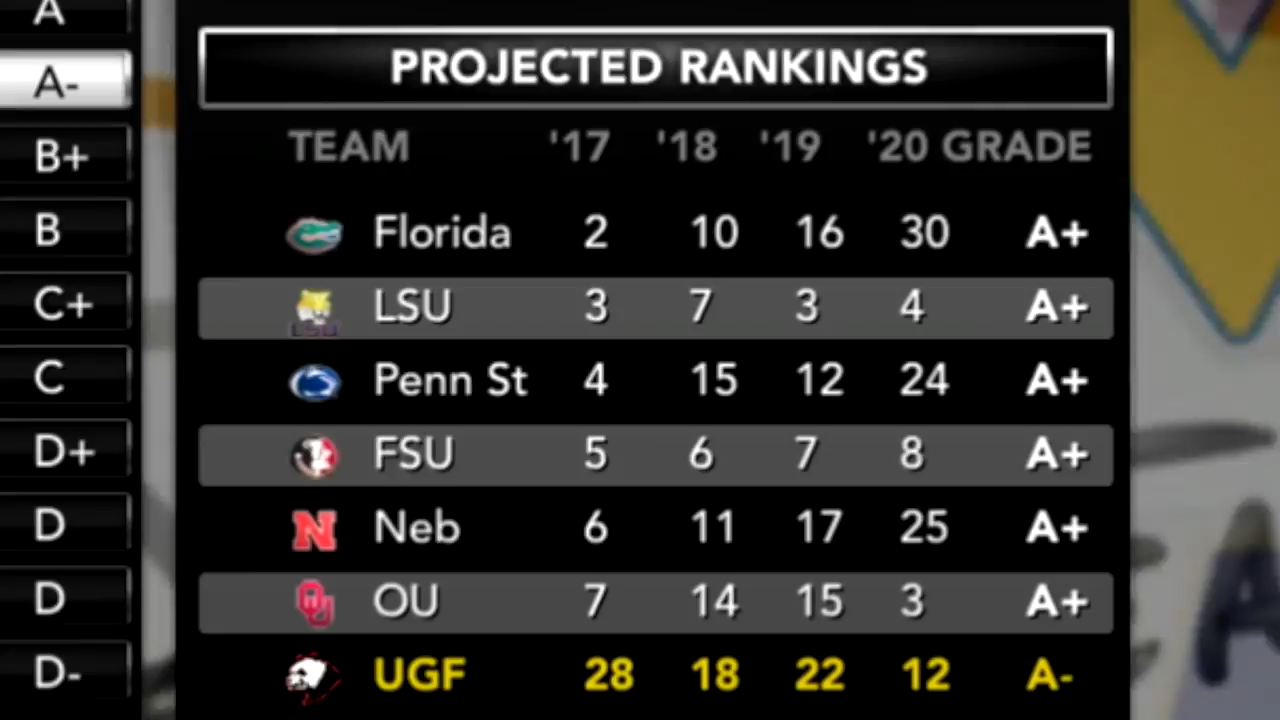 A
A-
B+
B
C+
C
D+
D
D
D-
PROJECTED RANKINGS
TEAM '17 '18 '19 '20 GRADE
Florida 2 10 16 30 A+
LSU LSU 3 7 3 4 A+
Penn St 4 15 12 24 A+
FSU 5 6 7 8 A+
N Neb 6 11 17 25 A+
OU OU 7 14 15 3 A+
UGF 28 18 22 12 A-
A